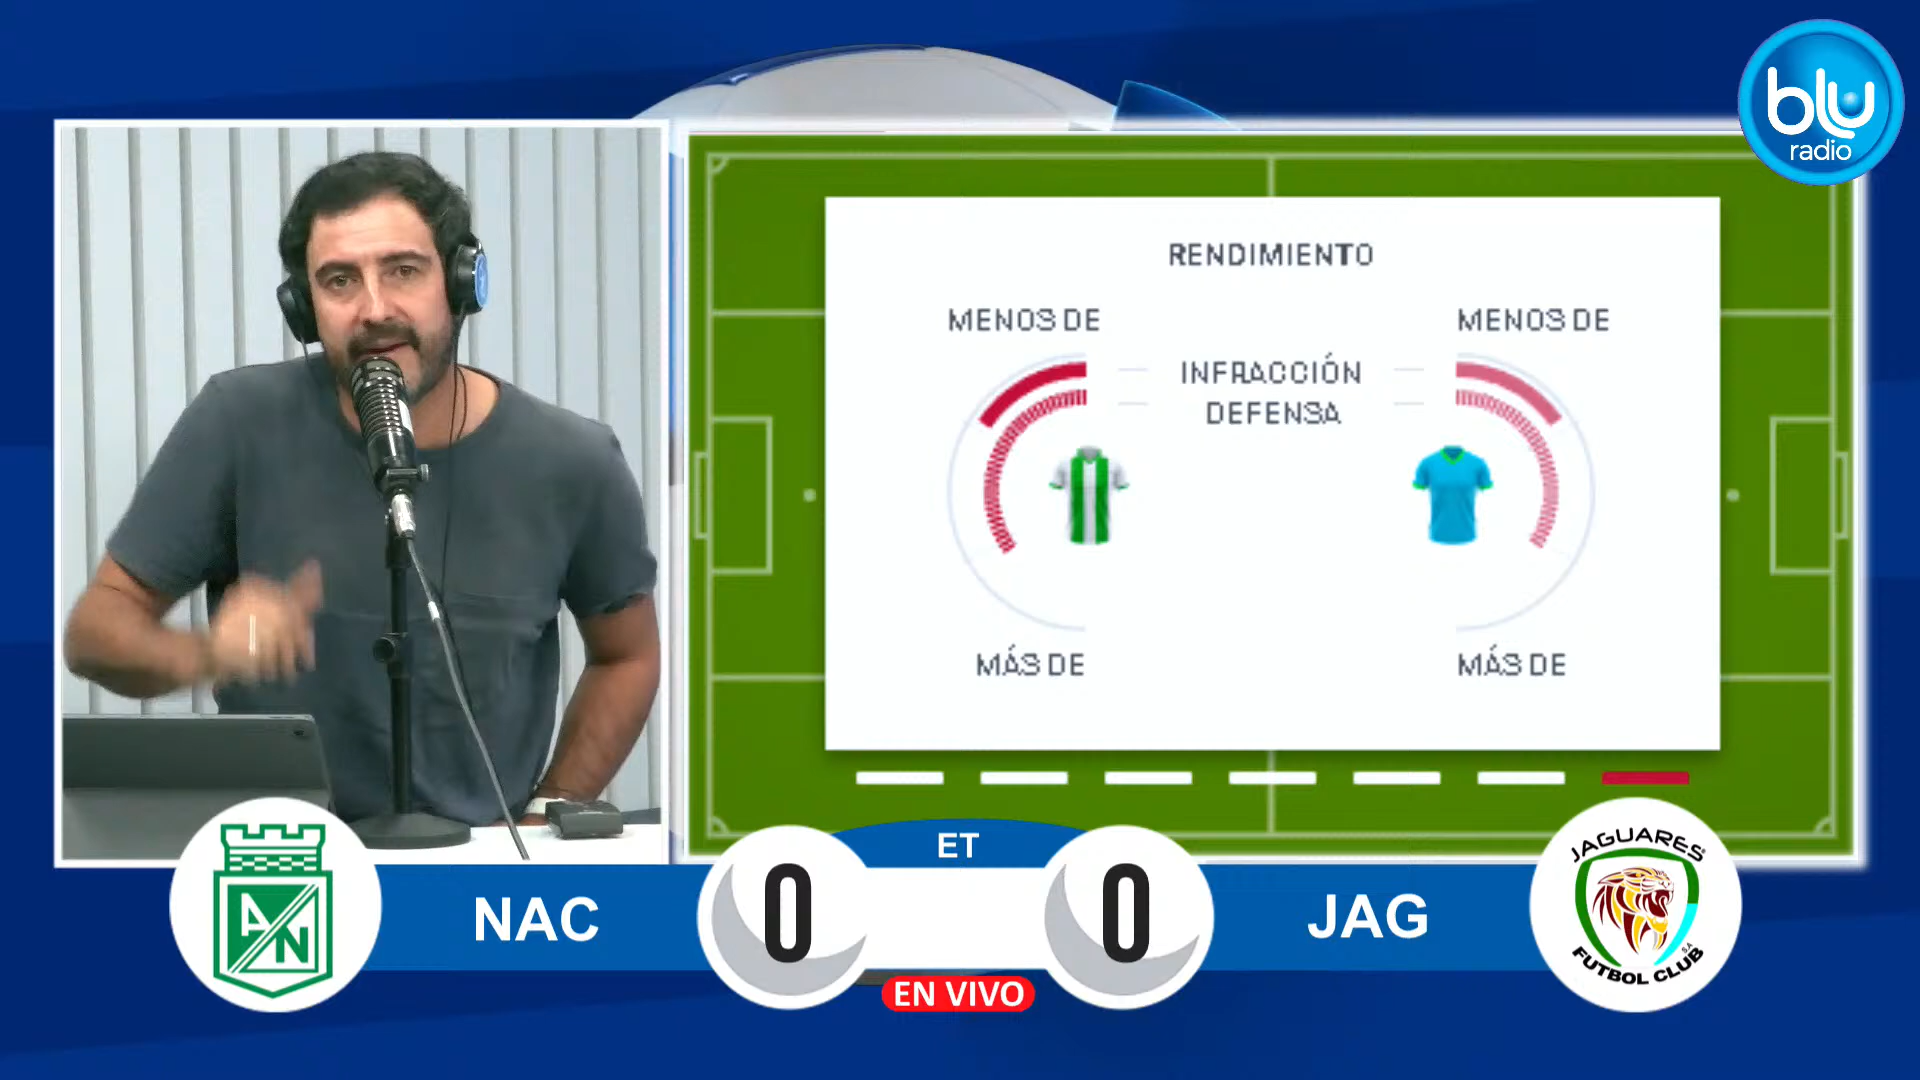 blu
radio
RENDIMIENTO
MENOS DE
MENOS DE
INFRACCIÓN
DEFENSA
MÁS DE
MÁS DE
ET
NAC
0
0
JAG
EN VIVO
AN
JAGUARES
FUTBOL CLUB
S.A